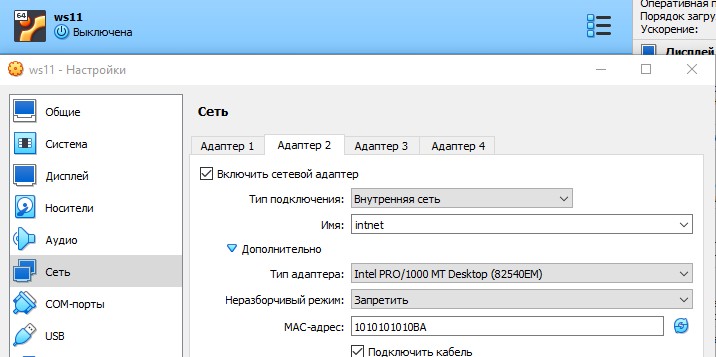 64
ws11
Выключена
Оперативная п
Порядок загру
Ускорение:
Дисплей
ws11 - Настройки
Общие
Система
Дисплей
Носители
Аудио
Сеть
COM-порты
USB
Сеть
Адаптер 1
Адаптер 2
Адаптер 3
Адаптер 4
Включить сетевой адаптер
Тип подключения: Внутренняя сеть
Имя: intnet
Дополнительно
Тип адаптера: Intel PRO/1000 MT Desktop (82540EM)
Неразборчивый режим: Запретить
MAC-адрес: 1010101010BA
Подключить кабель